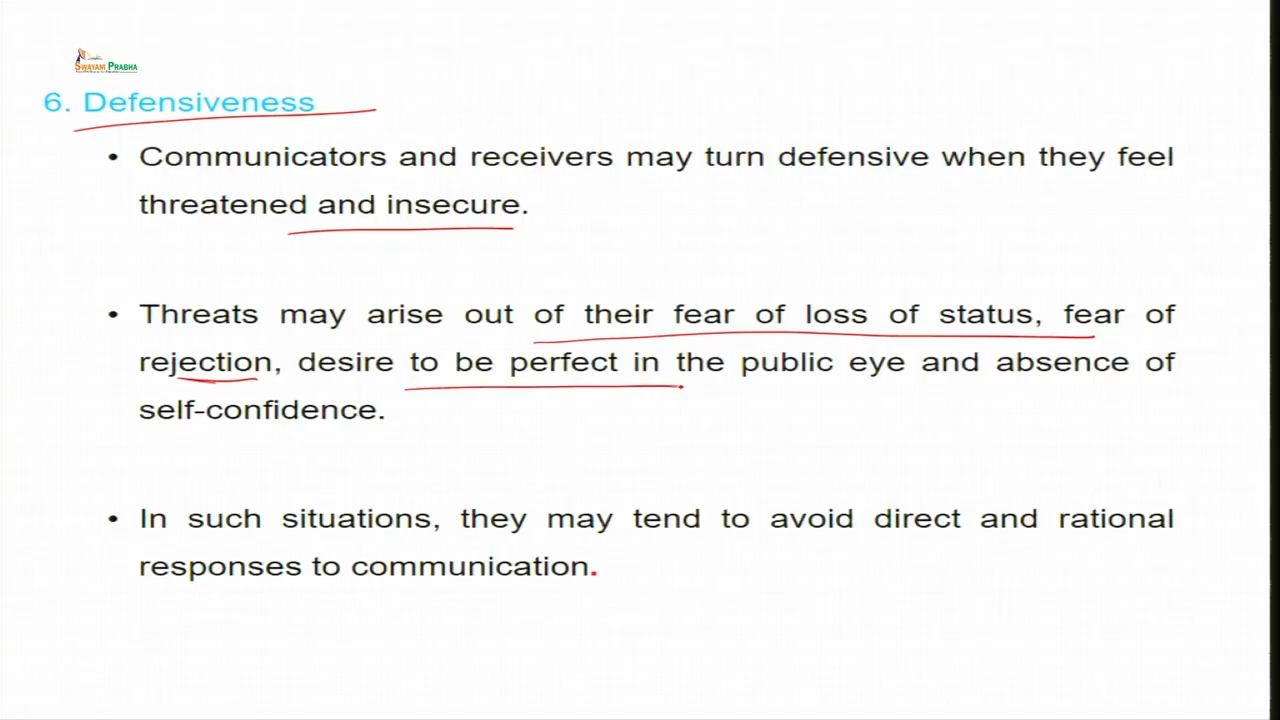 SWAYAM PRABHA
6. Defensiveness
• Communicators and receivers may turn defensive when they feel
threatened and insecure.
• Threats may arise out of their fear of loss of status, fear of
rejection, desire to be perfect in the public eye and absence of
self-confidence.
• In such situations, they may tend to avoid direct and rational
responses to communication.